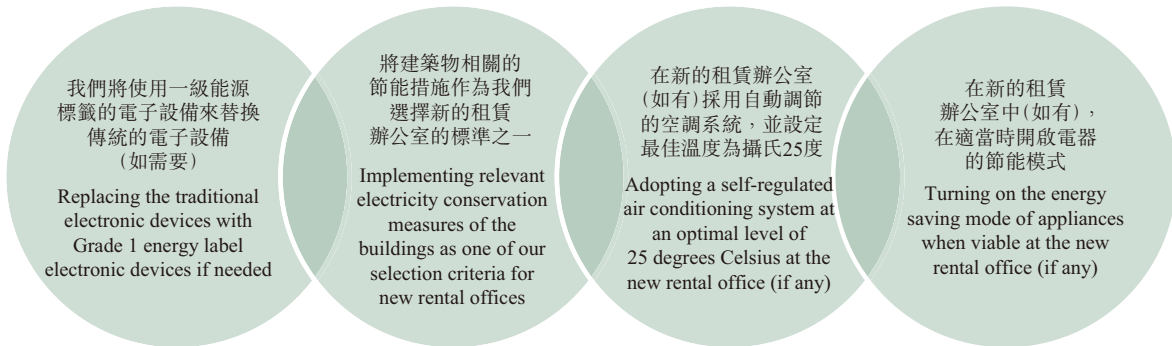 我們將使用一級能源
標籤的電子設備來替換
傳統的電子設備
(如需要)
Replacing the traditional
electronic devices with
Grade 1 energy label
electronic devices if needed
將建築物相關的
節能措施作為我們
選擇新的租賃
辦公室的標準之一
Implementing relevant
electricity conservation
measures of the
buildings as one of our
selection criteria for
new rental offices
在新的租賃辦公室
(如有)採用自動調節
的空調系統，並設定
最佳溫度為攝氏25度
Adopting a self-regulated
air conditioning system at
an optimal level of
25 degrees Celsius at the
new rental office (if any)
在新的租賃
辦公室中(如有)，
在適當時開啟電器
的節能模式
Turning on the energy
saving mode of appliances
when viable at the new
rental office (if any)